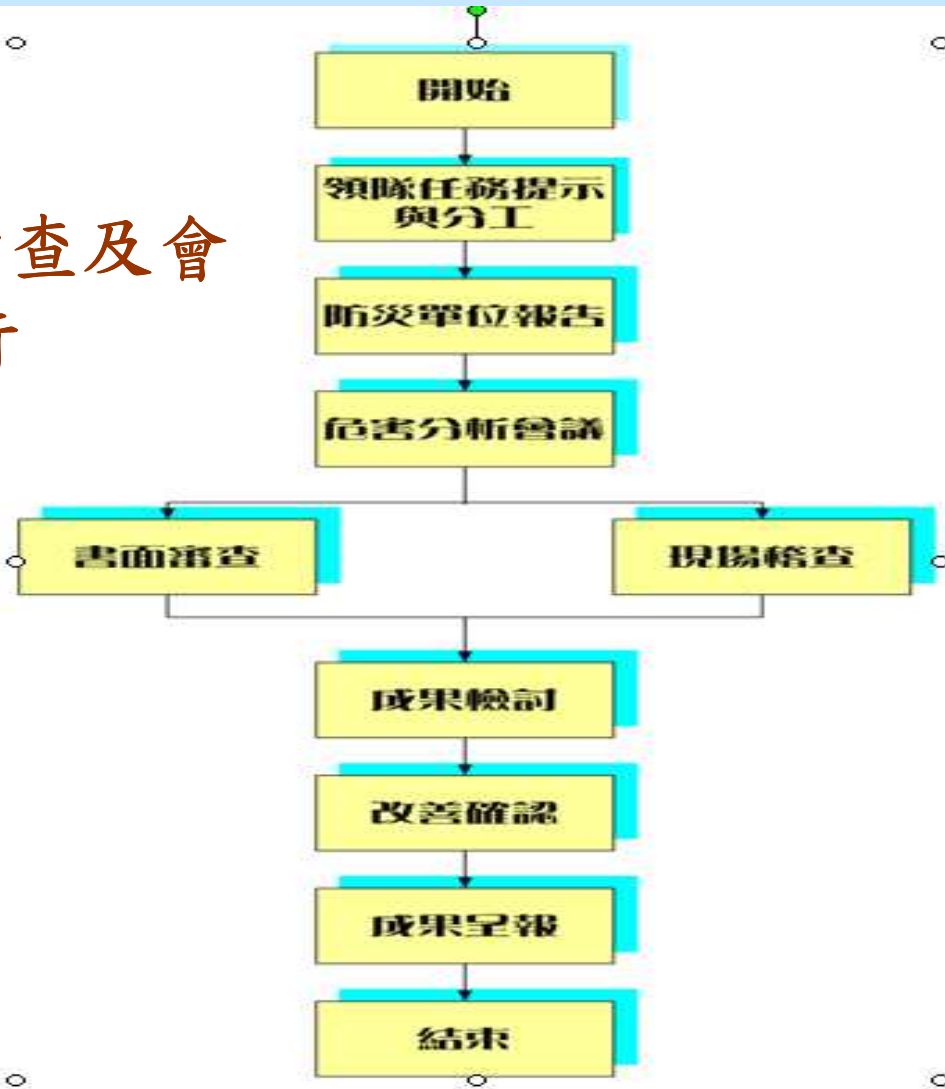 開始
領隊任務提示
與分工
查及會
防災單位報告
危害分析會議
書面審查
現場稽查
成果檢討
改善確認
成果呈報
結束